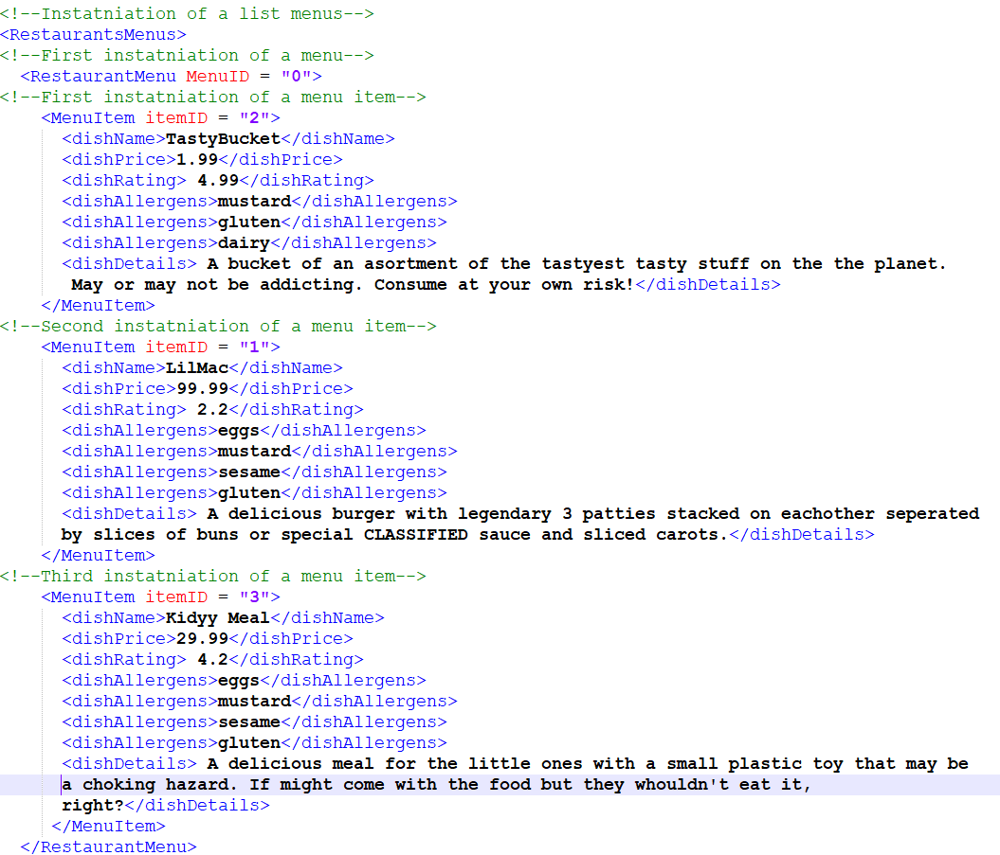 <!--Instatniation of a list menus-->
<RestaurantsMenus>
<!--First instatniation of a menu-->
<RestaurantMenu MenuID = "0">
<!--First instatniation of a menu item-->
<MenuItem itemID = "2">
<dishName>TastyBucket</dishName>
<dishPrice>1.99</dishPrice>
<dishRating> 4.99</dishRating>
<dishAllergens>mustard</dishAllergens>
<dishAllergens>gluten</dishAllergens>
<dishAllergens>dairy</dishAllergens>
<dishDetails> A bucket of an asortment of the tastyest tasty stuff on the the planet.
May or may not be addicting. Consume at your own risk!</dishDetails>
</MenuItem>
<!--Second instatniation of a menu item-->
<MenuItem itemID = "1">
<dishName>LilMac</dishName>
<dishPrice>99.99</dishPrice>
<dishRating> 2.2</dishRating>
<dishAllergens>eggs</dishAllergens>
<dishAllergens>mustard</dishAllergens>
<dishAllergens>sesame</dishAllergens>
<dishAllergens>gluten</dishAllergens>
<dishDetails> A delicious burger with legendary 3 patties stacked on eachother seperated
by slices of buns or special CLASSIFIED sauce and sliced carots.</dishDetails>
</MenuItem>
<!--Third instatniation of a menu item-->
<MenuItem itemID = "3">
<dishName>Kidyy Meal</dishName>
<dishPrice>29.99</dishPrice>
<dishRating> 4.2</dishRating>
<dishAllergens>eggs</dishAllergens>
<dishAllergens>mustard</dishAllergens>
<dishAllergens>sesame</dishAllergens>
<dishAllergens>gluten</dishAllergens>
<dishDetails> A delicious meal for the little ones with a small plastic toy that may be
a choking hazard. If might come with the food but they whouldn't eat it,
right?</dishDetails>
</MenuItem>
</RestaurantMenu>